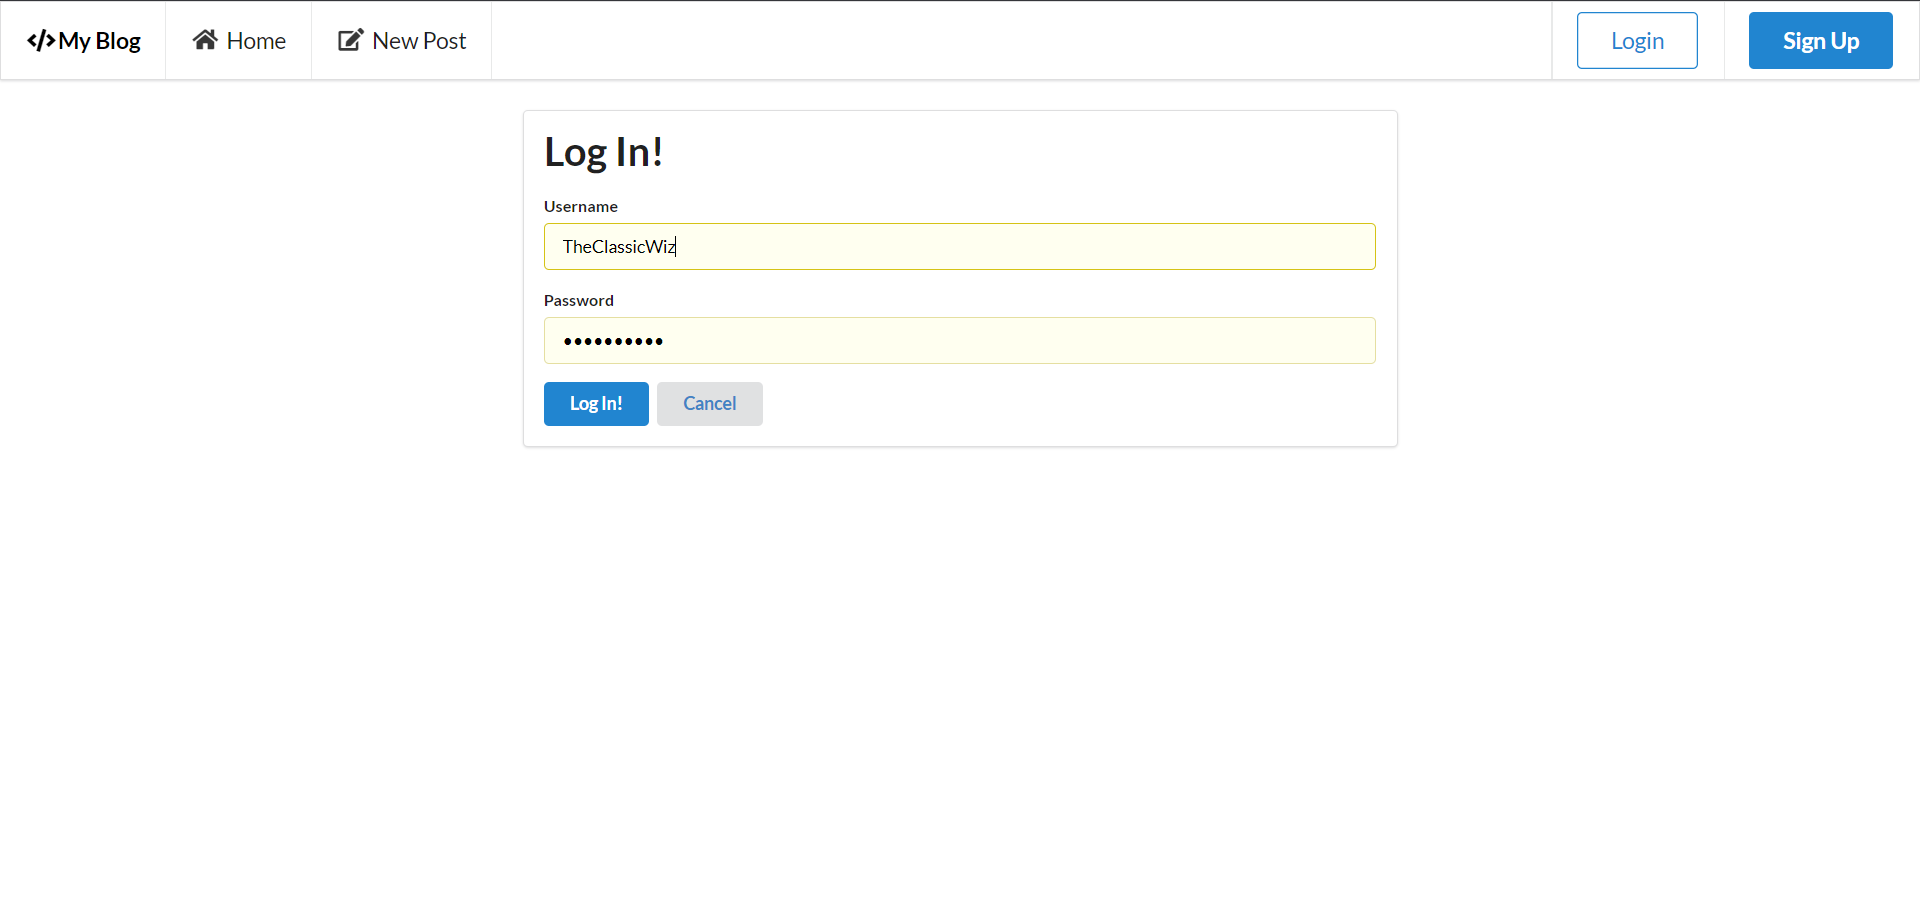 </>My Blog Home New Post Login Sign Up
Log In!
Username
TheClassicWiz
Password
••••••••••
Log In! Cancel